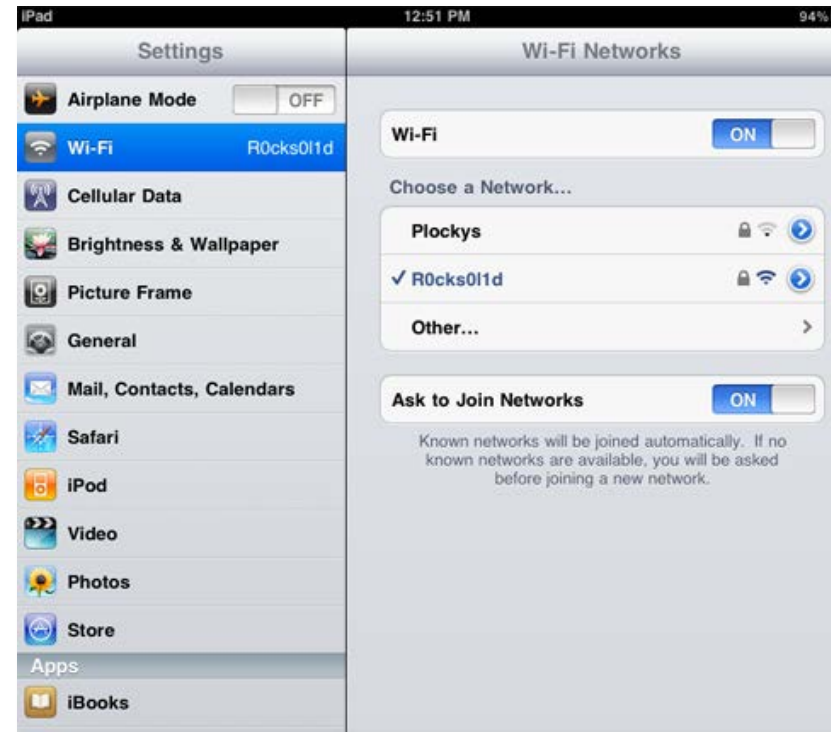 iPad 12:51 PM 94%
Settings
Airplane Mode OFF
Wi-Fi R0cks0l1d
Cellular Data
Brightness & Wallpaper
Picture Frame
General
Mail, Contacts, Calendars
Safari
iPod
Video
Photos
Store
Apps
iBooks
Wi-Fi Networks
Wi-Fi ON
Choose a Network...
Plockys
✓ R0cks0l1d
Other...
Ask to Join Networks ON
Known networks will be joined automatically. If no
known networks are available, you will be asked
before joining a new network.